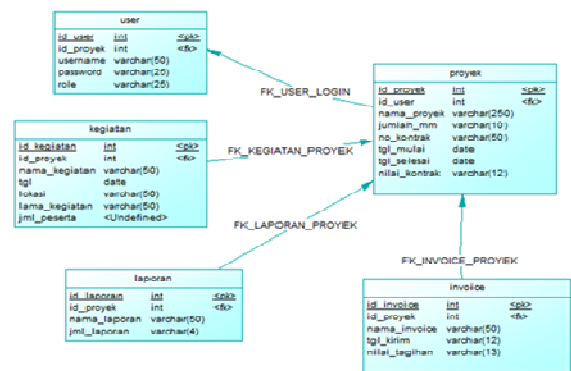 user
id_user int <pk>
id_proyek int <fk>
username varchar(50)
password varchar(25)
role varchar(25)
FK_USER_LOGIN
proyek
id_proyek int <pk>
id_user int <fk>
nama_proyek varchar(250)
jumlah_mm varchar(10)
no_kontrak varchar(50)
tgl_mulai date
tgl_selesai date
nilai_kontrak varchar(12)
kegiatan
id_kegiatan int <pk>
id_proyek int <fk>
nama_kegiatan varchar(50)
tgl date
lokasi varchar(50)
lama_kegiatan varchar(50)
jml_peserta <Undefined>
FK_KEGIATAN_PROYEK
FK_LAPORAN_PROYEK
FK_INVOICE_PROYEK
laporan
id_laporan int <pk>
id_proyek int <fk>
nama_laporan varchar(50)
jml_laporan varchar(4)
invoice
id_invoice int <pk>
id_proyek int <fk>
nama_invoice varchar(50)
tgl_kirim varchar(12)
nilai_tagihan varchar(13)